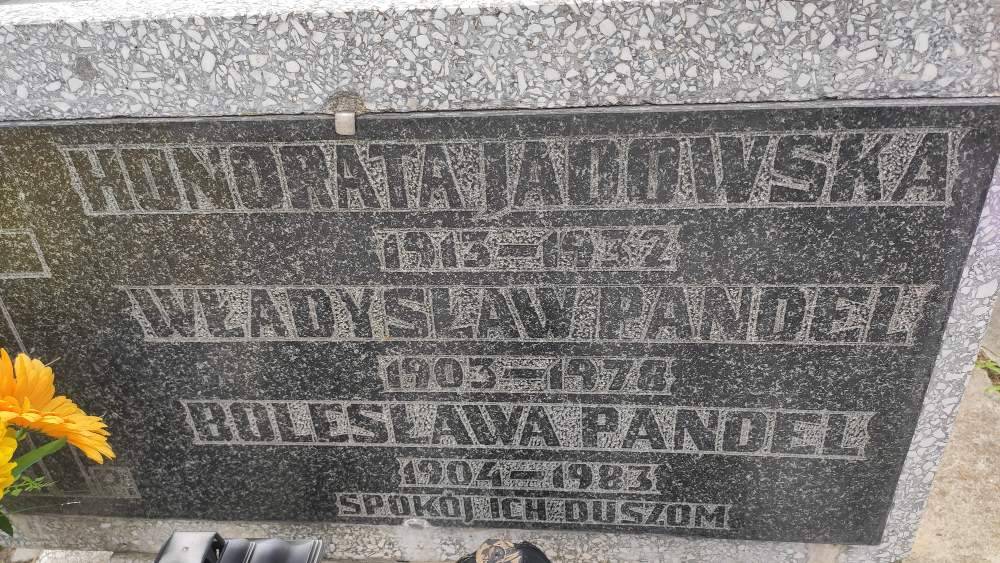 HONORATA JADOWSKA
1913-1932
WŁADYSŁAW PANDEL
1903-1978
BOLESŁAWA PANDEL
1904-1983
SPOKÓJ ICH DUSZOM